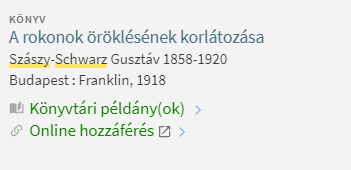 KÖNYV
A rokonok öröklésének korlátozása
Szászy-Schwarz Gusztáv 1858-1920
Budapest : Franklin, 1918
Könyvtári példány(ok)
Online hozzáférés